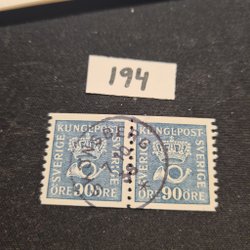 194
KUNGLPOST KUNGLPOST
SVERIGE SVERIGE
ÖRE 90 ÖRE ÖRE 90 ÖRE